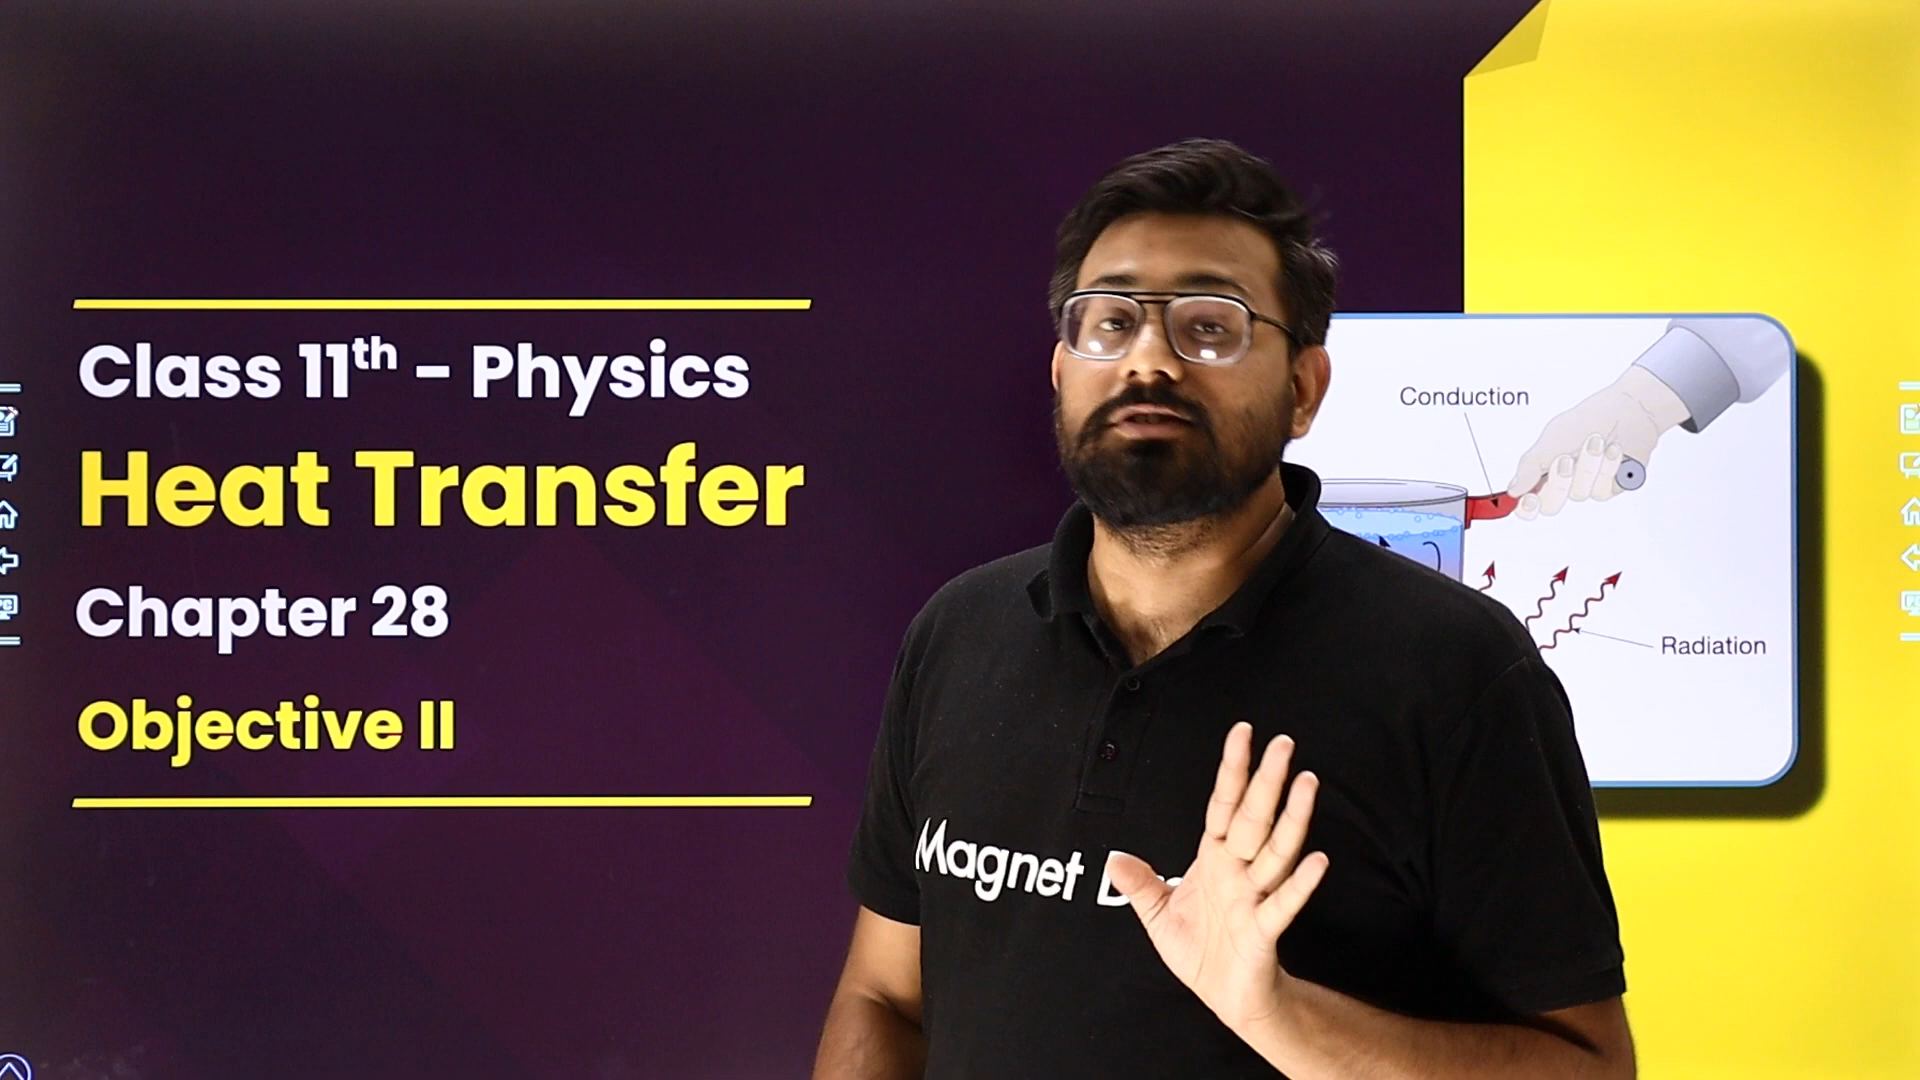 Class 11th - Physics
Heat Transfer
Chapter 28
Objective II
Conduction
Radiation
Magnet